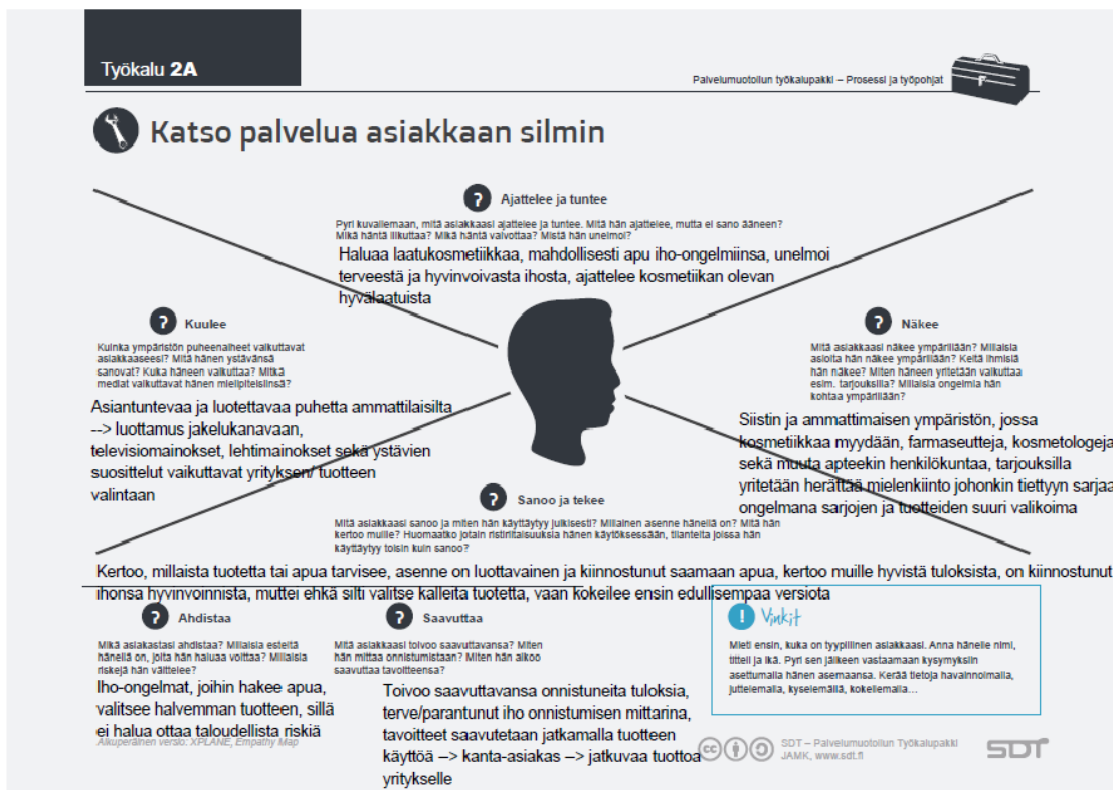 Työkalu 2A
Palvelumuotoilun työkalupakki – Prosessi ja työpohjat
Katso palvelua asiakkaan silmin
? Ajattelee ja tuntee
Pyri kuvailemaan, mitä asiakkaasi ajattelee ja tuntee. Mitä hän ajattelee, mutta ei sano ääneen?
Mikä häntä liikuttaa? Mikä häntä valvottaa? Mistä hän unelmoi?
Haluaa laatukosmetiikkaa, mahdollisesti apu iho-ongelmiinsa, unelmoi
terveestä ja hyvinvoivasta ihosta, ajattelee kosmetiikan olevan
hyvälaatuista
? Kuulee
Kuinka ympäristön puheenaiheet vaikuttavat
asiakkaaseesi? Mitä hänen ystävänsä
sanovat? Kuka häneen vaikuttaa? Mitkä
mediat vaikuttavat hänen mielipiteisiinsä?
Asiantuntevaa ja luotettavaa puhetta ammattilaisilta
--> luottamus jakelukanavaan,
televisiomainokset, lehtimainokset sekä ystävien
suosittelut vaikuttavat yrityksen/ tuotteen
valintaan
? Näkee
Mitä asiakkaasi näkee ympärillään? Millaisia
asioita hän näkee ympärillään? Keitä ihmisiä
hän näkee? Miten häneen yritetään vaikuttaa
esim. tarjouksilla? Millaisia ongelmia hän
kohtaa ympärillään?
Siistin ja ammattimaisen ympäristön, jossa
kosmetiikkaa myydään, farmaseutteja, kosmetologeja
sekä muuta apteekin henkilökuntaa, tarjouksilla
yritetään herättää mielenkiinto johonkin tiettyyn sarjaa
ongelmana sarjojen ja tuotteiden suuri valikoima
? Sanoo ja tekee
Mitä asiakkaasi sanoo ja miten hän käyttäytyy julkisesti? Millainen asenne hänellä on? Mitä hän
kertoo muille? Huomaatko jotain ristiriitaisuuksia hänen käytöksessään, tilanteita joissa hän
käyttäytyy toisin kuin sanoo?
Kertoo, millaista tuotetta tai apua tarvisee, asenne on luottavainen ja kiinnostunut saamaan apua, kertoo muille hyvistä tuloksista, on kiinnostunut
ihonsa hyvinvoinnista, muttei ehkä silti valitse kalleita tuotetta, vaan kokeilee ensin edullisempaa versiota
? Ahdistaa
Mikä asiakastasi ahdistaa? Millaisia esteitä
hänellä on, joita hän haluaa voittaa? Millaisia
riskejä hän välttelee?
Iho-ongelmat, joihin hakee apua,
valitsee halvemman tuotteen, sillä
ei halua ottaa taloudellista riskiä
Alkuperäinen versio: XPLANE, Empathy Map
? Saavuttaa
Mitä asiakkaasi toivoo saavuttavansa? Miten
hän mittaa onnistumistaan? Miten hän aikoo
saavuttaa tavoitteensa?
Toivoo saavuttavansa onnistuneita tuloksia,
terve/parantunut iho onnistumisen mittarina,
tavoitteet saavutetaan jatkamalla tuotteen
käyttöä –> kanta-asiakas –> jatkuvaa tuottoa
yritykselle
! Vinkit
Mieti ensin, kuka on tyypillinen asiakkaasi. Anna hänelle nimi,
titteli ja ikä. Pyri sen jälkeen vastaamaan kysymyksiin
asettumalla hänen asemaansa. Kerää tietoja havainnoimalla,
juttelemalla, kyselemällä, kokeilemalla…
cc
SDT – Palvelumuotoilun Työkalupakki
JAMK, www.sdt.fi
SDT